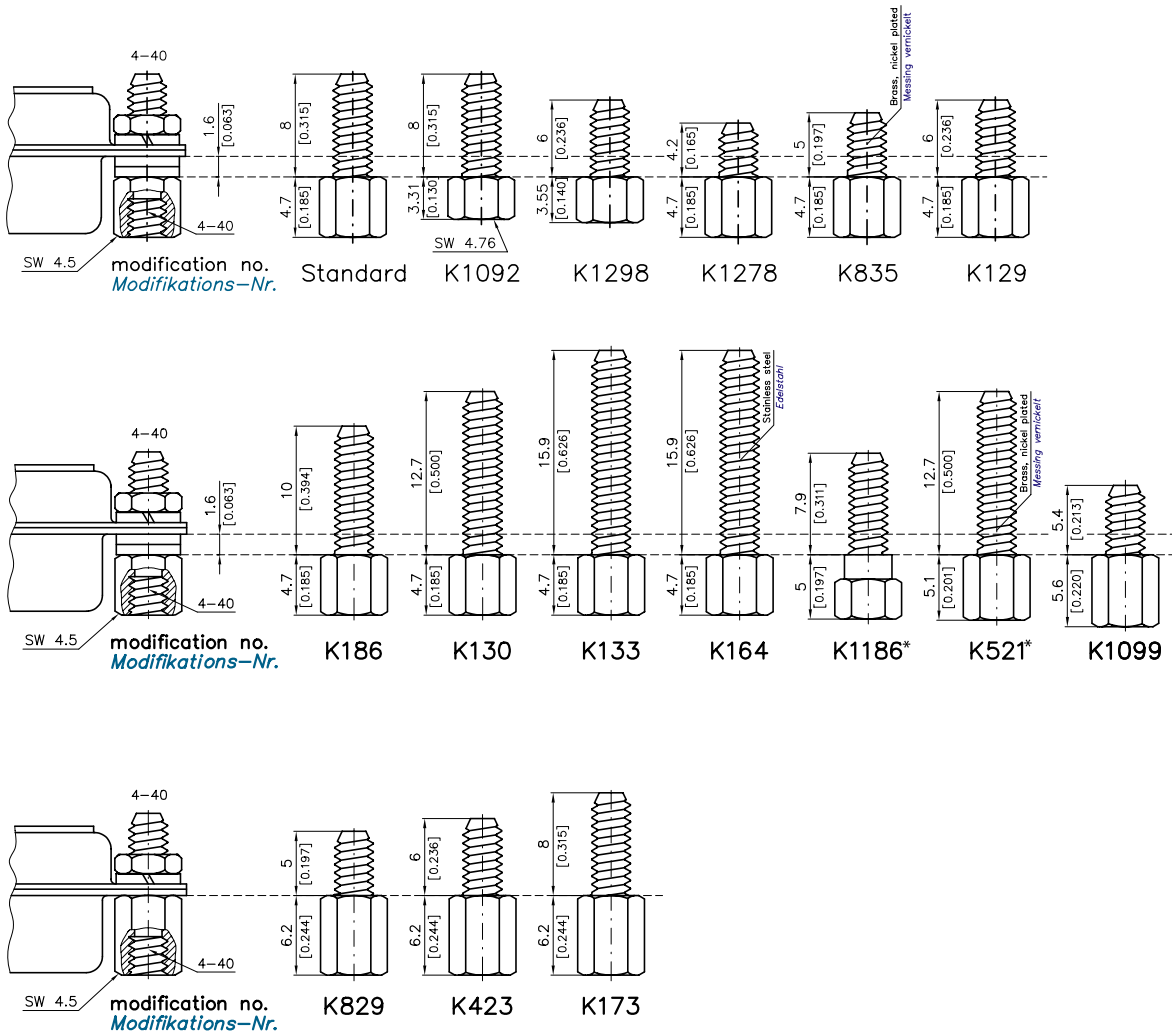 4-40
1.6
[0.063]
8
[0.315]
8
[0.315]
6
[0.236]
4.2
[0.165]
5
[0.197]
Brass, nickel plated
Messing vernickelt
6
[0.236]
4.7
[0.185]
3.31
[0.130]
3.55
[0.140]
4.7
[0.185]
4.7
[0.185]
4.7
[0.185]
4-40
SW 4.5
SW 4.76
modification no.
Modifikations-Nr.
Standard
K1092
K1298
K1278
K835
K129
4-40
1.6
[0.063]
10
[0.394]
12.7
[0.500]
15.9
[0.626]
15.9
[0.626]
Stainless steel
Edelstahl
7.9
[0.311]
12.7
[0.500]
Brass, nickel plated
Messing vernickelt
5.4
[0.213]
4.7
[0.185]
4.7
[0.185]
4.7
[0.185]
4.7
[0.185]
5
[0.197]
5.1
[0.201]
5.6
[0.220]
4-40
SW 4.5
modification no.
Modifikations-Nr.
K186
K130
K133
K164
K1186*
K521*
K1099
4-40
5
[0.197]
6
[0.236]
8
[0.315]
6.2
[0.244]
6.2
[0.244]
6.2
[0.244]
4-40
SW 4.5
modification no.
Modifikations-Nr.
K829
K423
K173